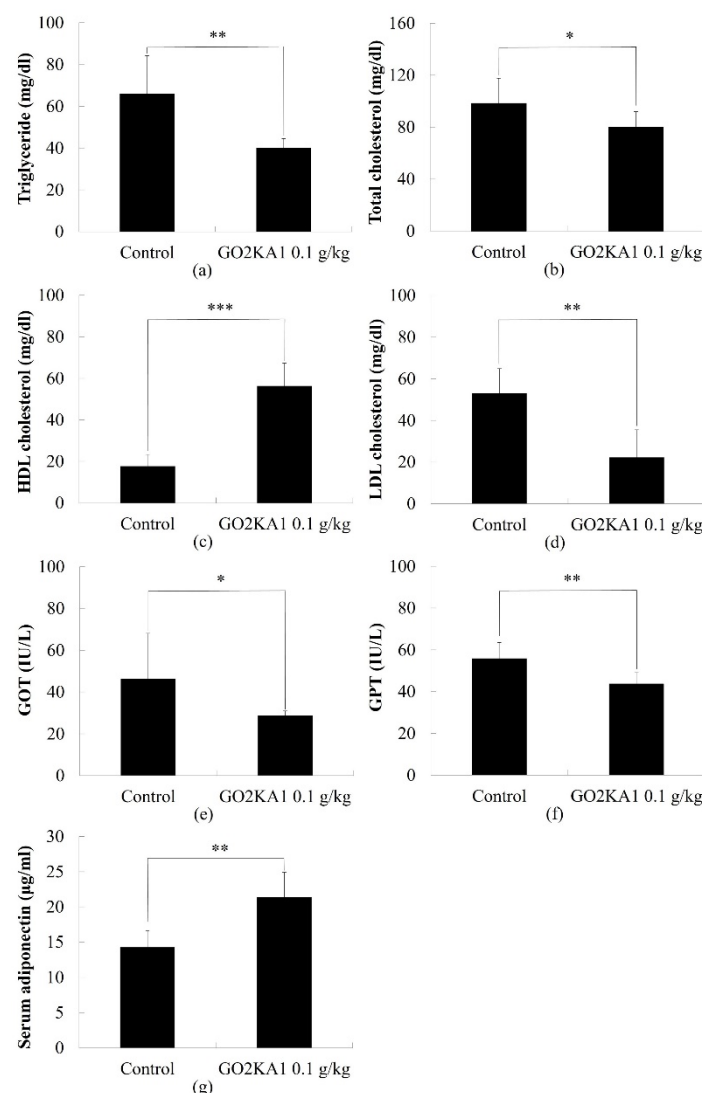 100
80
60
40
20
0
Triglyceride (mg/dl)
**
Control GO2KA1 0.1 g/kg
(a)
160
120
80
40
0
Total cholesterol (mg/dl)
*
Control GO2KA1 0.1 g/kg
(b)
100
80
60
40
20
0
HDL cholesterol (mg/dl)
***
Control GO2KA1 0.1 g/kg
(c)
100
80
60
40
20
0
LDL cholesterol (mg/dl)
**
Control GO2KA1 0.1 g/kg
(d)
100
80
60
40
20
0
GOT (IU/L)
*
Control GO2KA1 0.1 g/kg
(e)
100
80
60
40
20
0
GPT (IU/L)
**
Control GO2KA1 0.1 g/kg
(f)
30
25
20
15
10
5
0
Serum adiponectin (μg/ml)
**
Control GO2KA1 0.1 g/kg
(g)